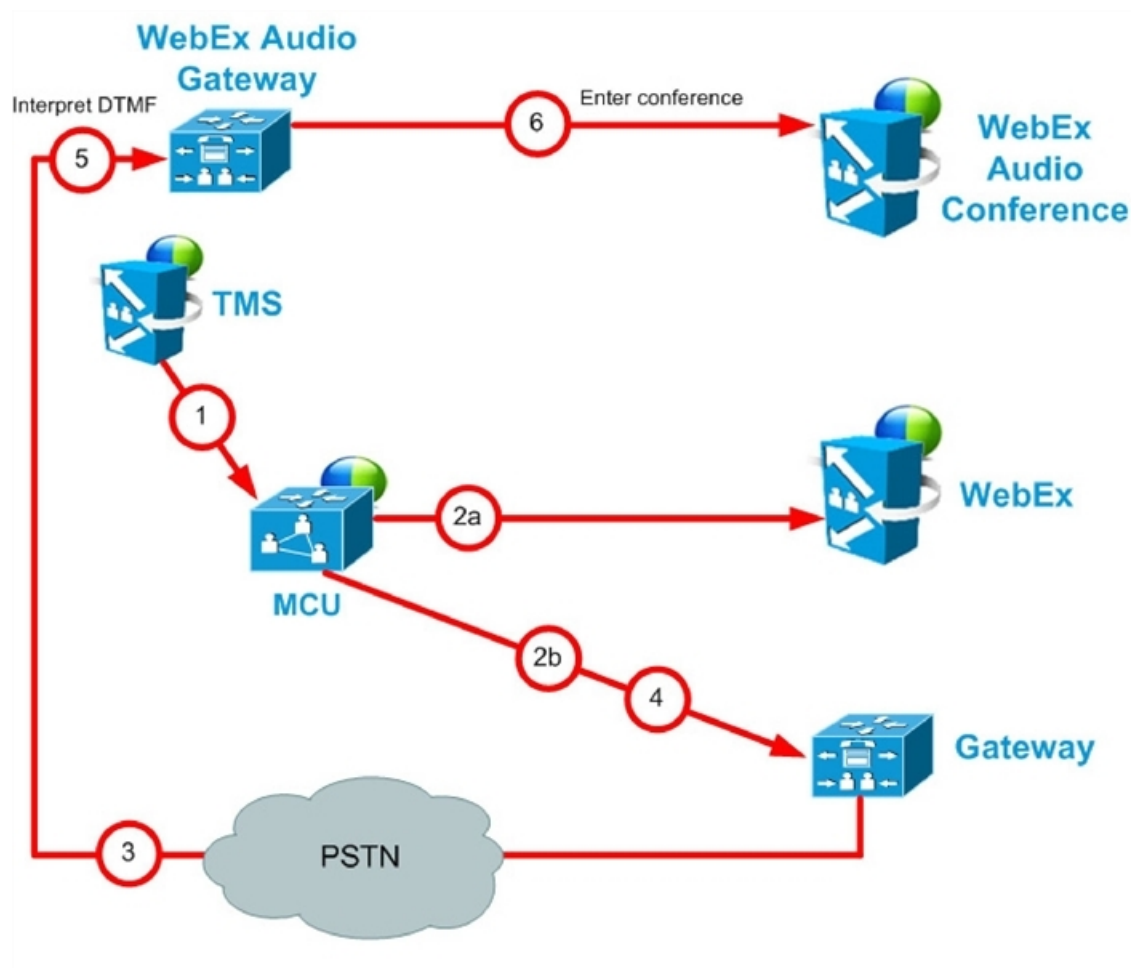 WebEx Audio
Gateway
Interpret DTMF
5
6
Enter conference
WebEx
Audio
Conference
TMS
1
2a
WebEx
MCU
2b
4
Gateway
3
PSTN